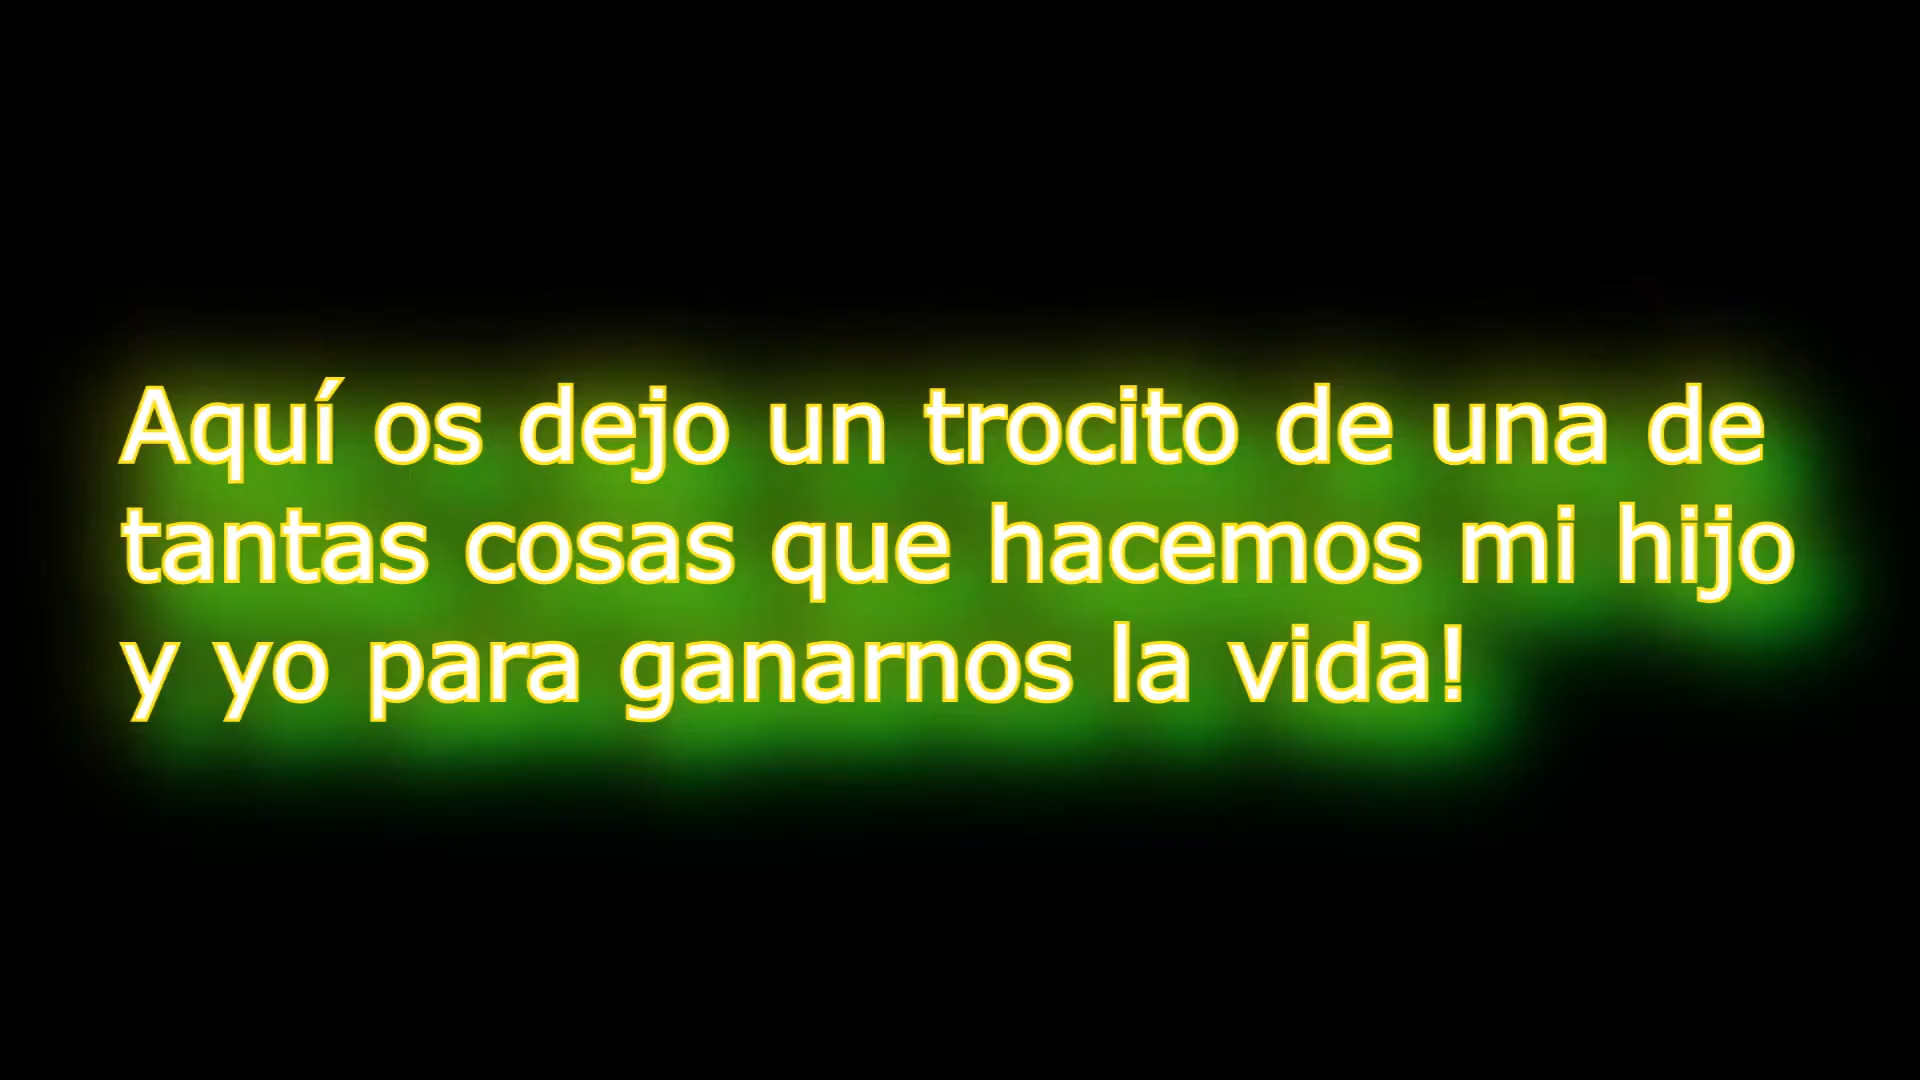 Aquí os dejo un trocito de una de
tantas cosas que hacemos mi hijo
y yo para ganarnos la vida!